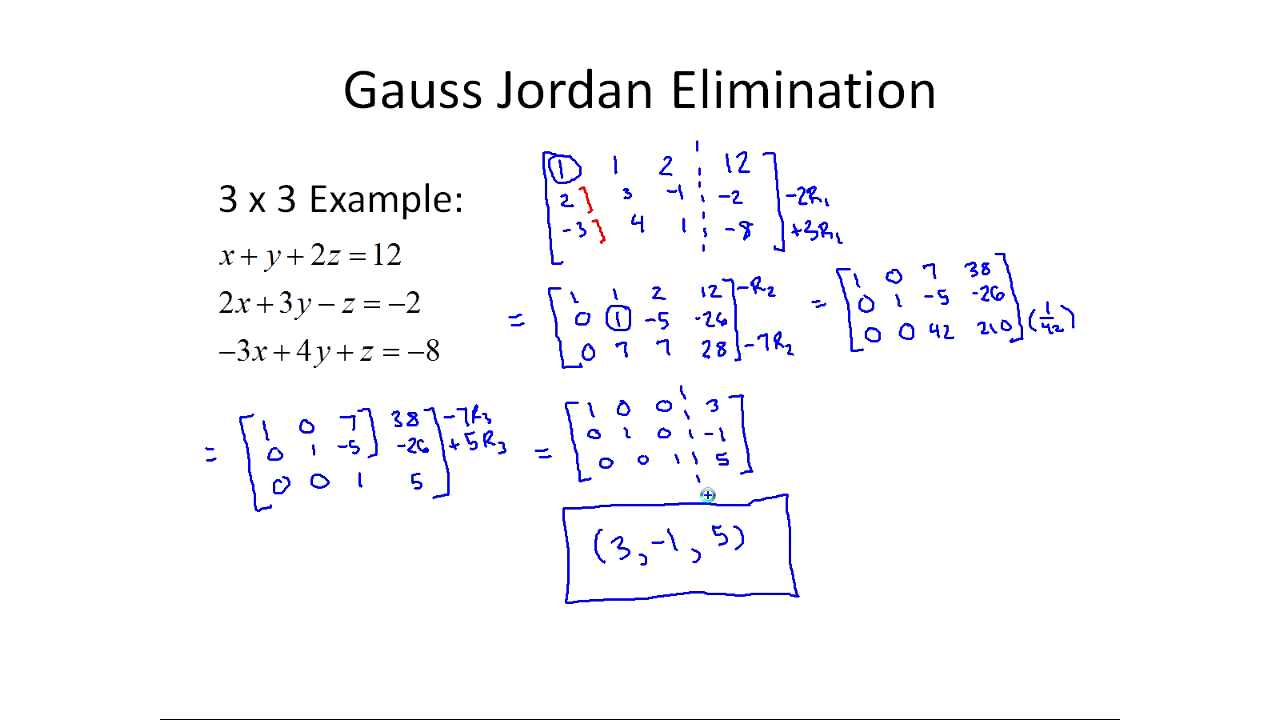 Gauss Jordan Elimination
3 x 3 Example:
x + y + 2z = 12
2x + 3y − z = −2
−3x + 4y + z = −8
1 1 2 12
2 3 -1 -2 -2R₁
-3 4 1 -8 +3R₁
= 1 1 2 12 -R₂
0 1 -5 -26
0 7 7 28 -7R₂
= 1 0 7 38
0 1 -5 -26
0 0 42 210 (1/42)
= 1 0 7 38 -7R₃
0 1 -5 -26 +5R₃
0 0 1 5
= 1 0 0 3
0 1 0 -1
0 0 1 5
(3, -1, 5)